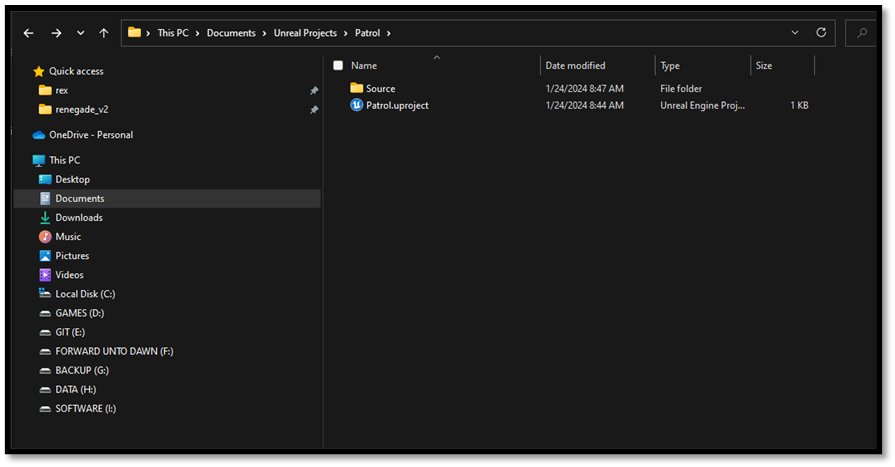 This PC > Documents > Unreal Projects > Patrol >
Quick access
rex
renegade_v2
OneDrive - Personal
This PC
Desktop
Documents
Downloads
Music
Pictures
Videos
Local Disk (C:)
GAMES (D:)
GIT (E:)
FORWARD UNTO DAWN (F:)
BACKUP (G:)
DATA (H:)
SOFTWARE (I:)
Name Date modified Type Size
Source 1/24/2024 8:47 AM File folder
Patrol.uproject 1/24/2024 8:44 AM Unreal Engine Proj... 1 KB